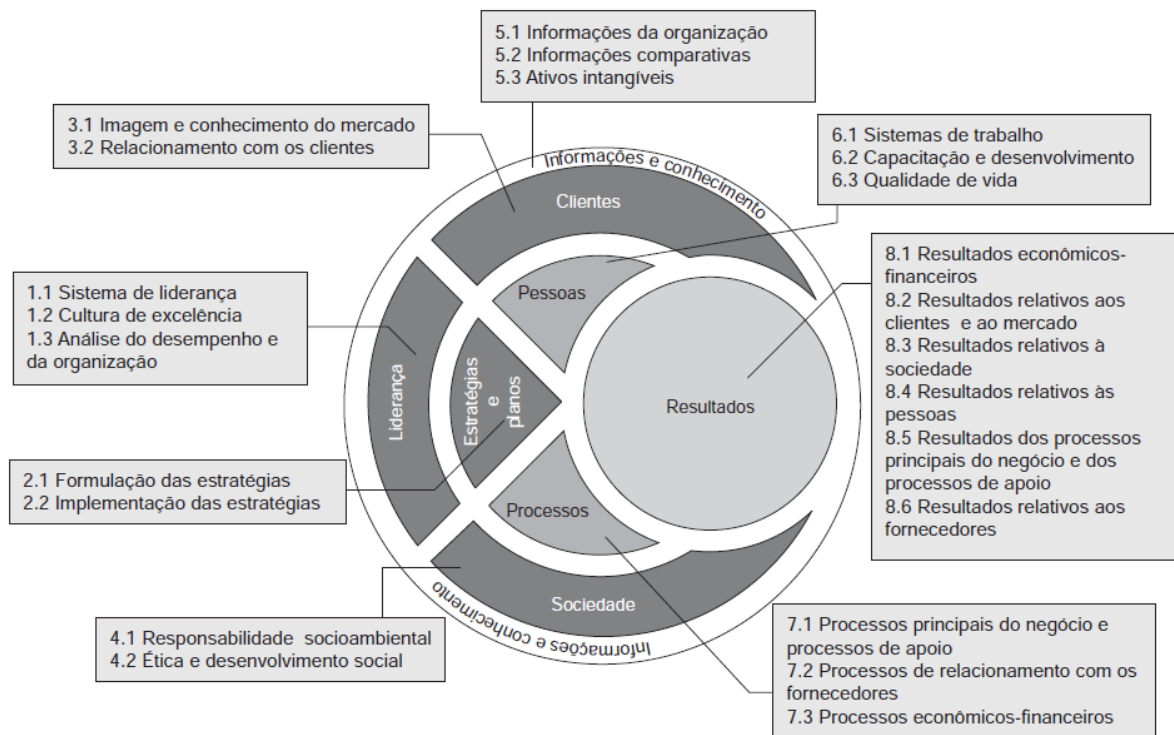 5.1 Informações da organização
5.2 Informações comparativas
5.3 Ativos intangíveis
3.1 Imagem e conhecimento do mercado
3.2 Relacionamento com os clientes
6.1 Sistemas de trabalho
6.2 Capacitação e desenvolvimento
6.3 Qualidade de vida
Informações e conhecimento
Clientes
Pessoas
1.1 Sistema de liderança
1.2 Cultura de excelência
1.3 Análise do desempenho e
da organização
Liderança
Estratégias
e
planos
Resultados
8.1 Resultados econômicos-
financeiros
8.2 Resultados relativos aos
clientes e ao mercado
8.3 Resultados relativos à
sociedade
8.4 Resultados relativos às
pessoas
8.5 Resultados dos processos
principais do negócio e dos
processos de apoio
8.6 Resultados relativos aos
fornecedores
2.1 Formulação das estratégias
2.2 Implementação das estratégias
Processos
Sociedade
Informações e conhecimento
4.1 Responsabilidade socioambiental
4.2 Ética e desenvolvimento social
7.1 Processos principais do negócio e
processos de apoio
7.2 Processos de relacionamento com os
fornecedores
7.3 Processos econômicos-financeiros